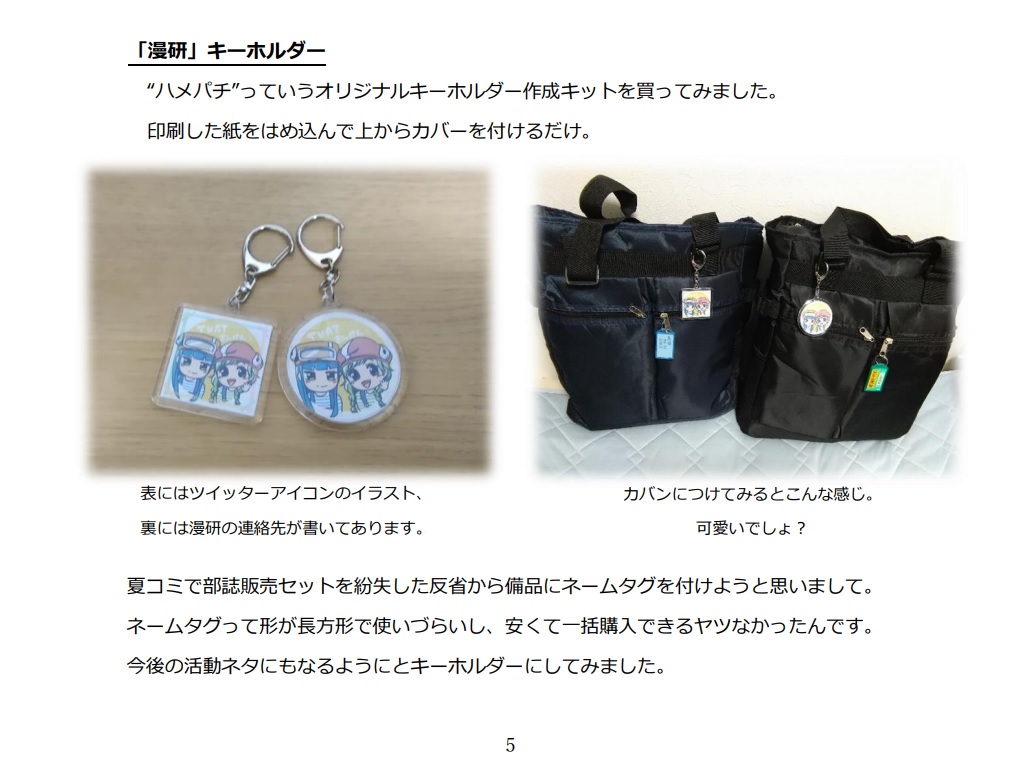 「漫研」キーホルダー
“ハメパチ”っていうオリジナルキーホルダー作成キットを買ってみました。
印刷した紙をはめ込んで上からカバーを付けるだけ。
表にはツイッターアイコンのイラスト、
裏には漫研の連絡先が書いてあります。
カバンにつけてみるとこんな感じ。
可愛いでしょ？
夏コミで部誌販売セットを紛失した反省から備品にネームタグを付けようと思いまして。
ネームタグって形が長方形で使いづらいし、安くて一括購入できるヤツなかったんです。
今後の活動ネタにもなるようにとキーホルダーにしてみました。
5